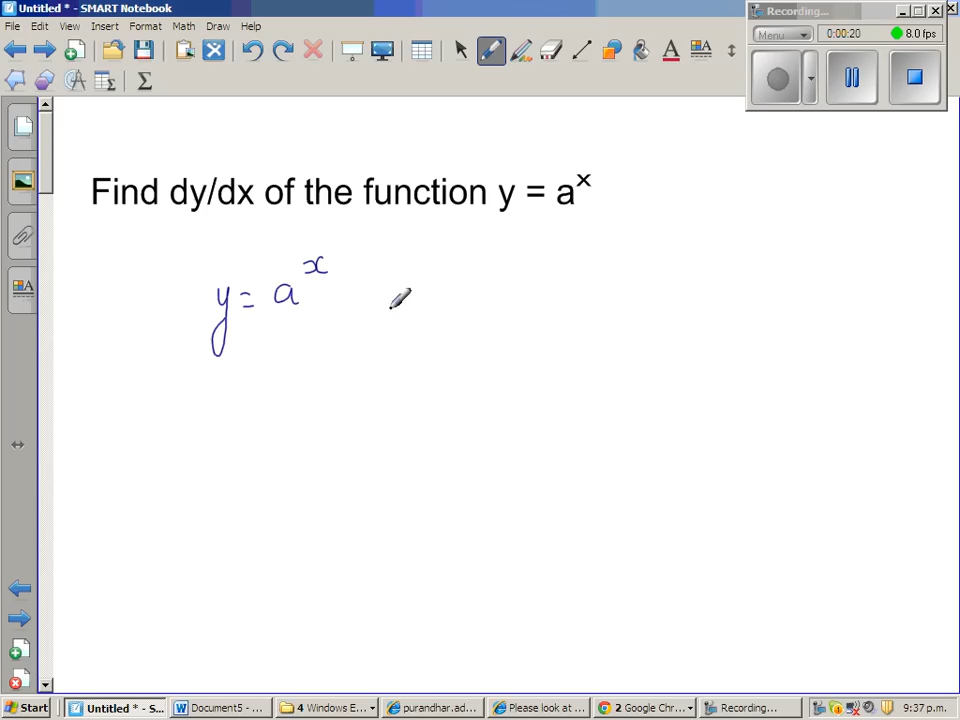 Untitled * - SMART Notebook
Recording...
File Edit View Insert Format Math Draw Help
Menu 0:00:20 8.0 fps
Find dy/dx of the function y = aˣ
y = aˣ
Start Untitled * - S... Document5 - ... 4 Windows E... purandhar.ad... Please look at ... 2 Google Chr... Recording... 9:37 p.m.